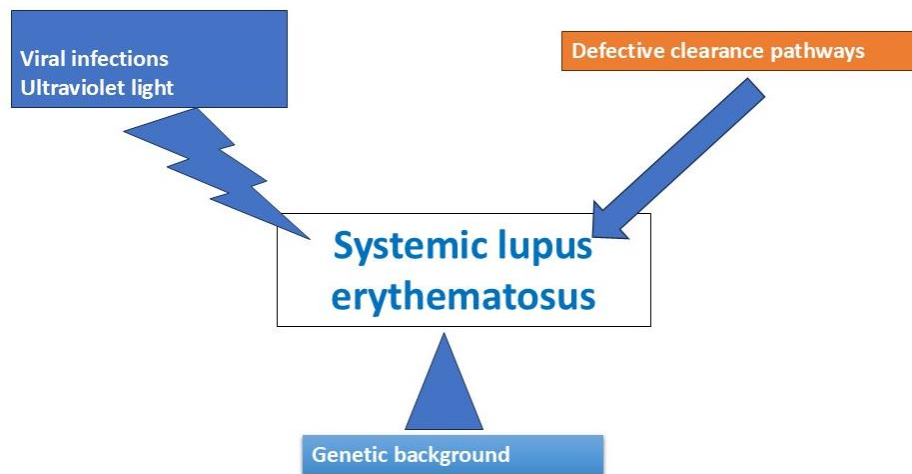 Viral infections
Ultraviolet light
Defective clearance pathways
Systemic lupus
erythematosus
Genetic background